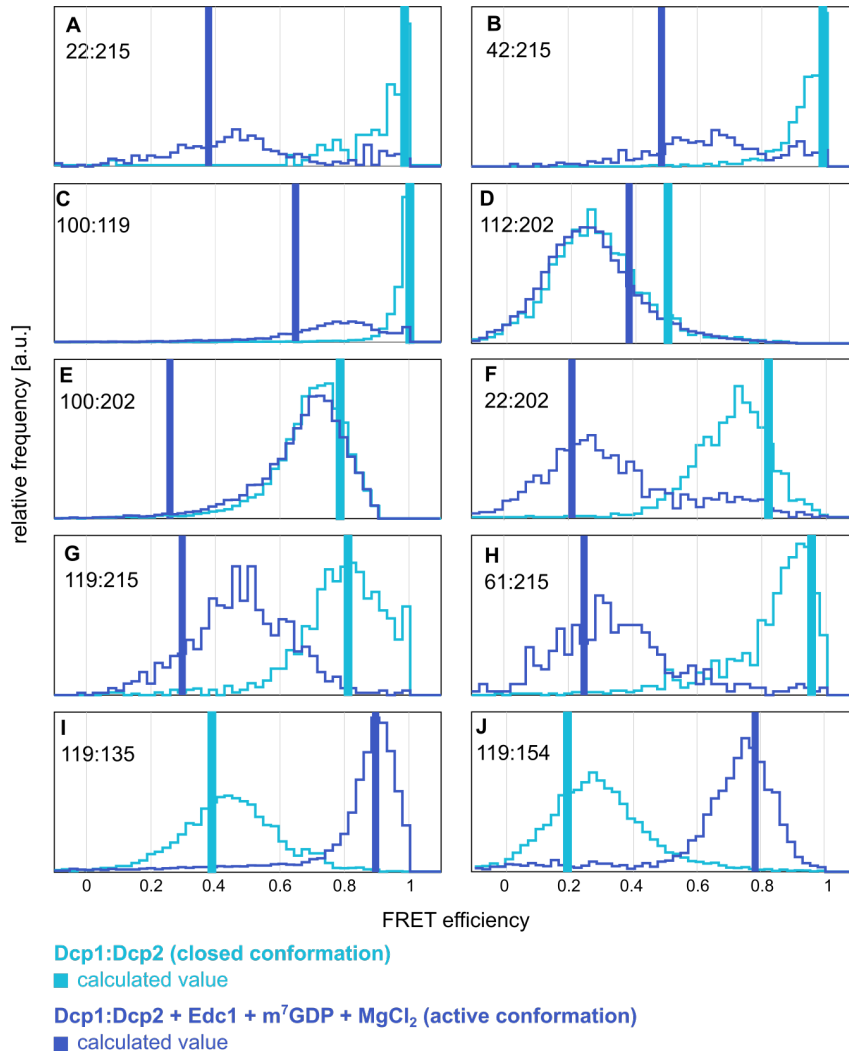 A
22:215
B
42:215
C
100:119
D
112:202
E
100:202
F
22:202
G
119:215
H
61:215
I
119:135
J
119:154
relative frequency [a.u.]
0 0.2 0.4 0.6 0.8 1
0 0.2 0.4 0.6 0.8 1
FRET efficiency
Dcp1:Dcp2 (closed conformation)
calculated value
Dcp1:Dcp2 + Edc1 + m⁷GDP + MgCl₂ (active conformation)
calculated value